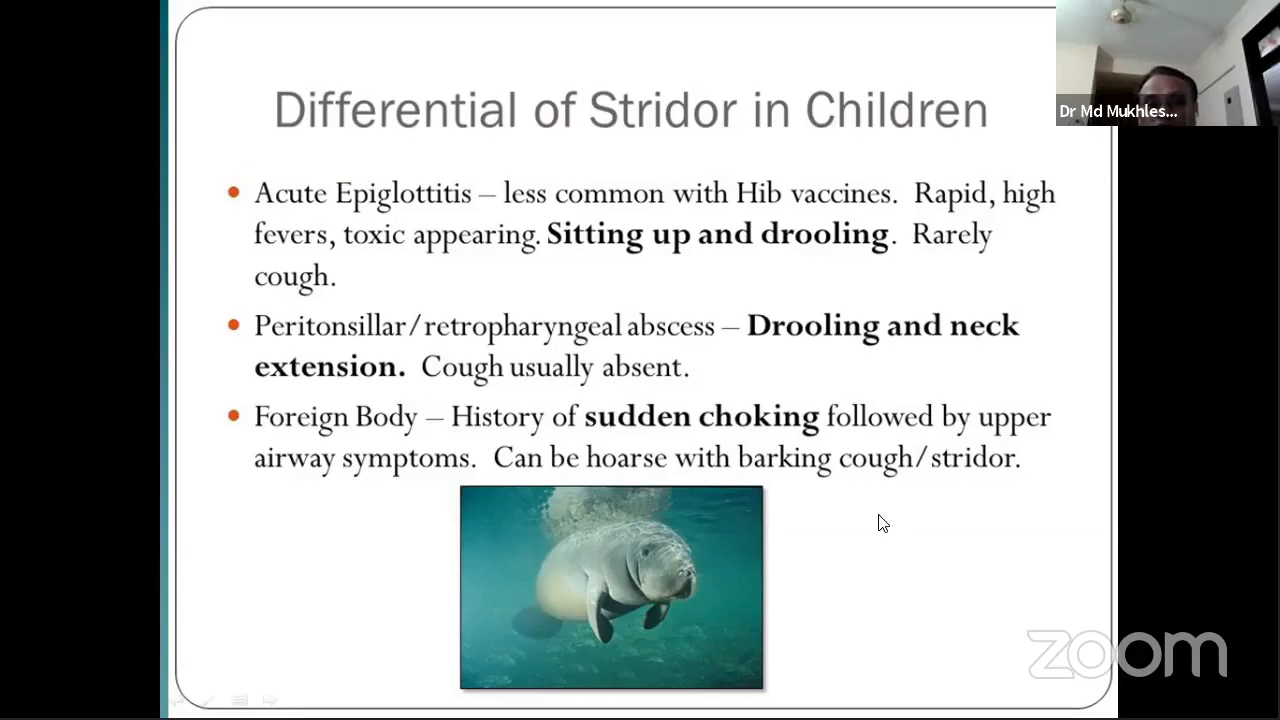 Differential of Stridor in Children
Dr Md Mukhles...
• Acute Epiglottitis – less common with Hib vaccines.  Rapid, high
fevers, toxic appearing. Sitting up and drooling.  Rarely
cough.
• Peritonsillar/retropharyngeal abscess – Drooling and neck
extension.  Cough usually absent.
• Foreign Body – History of sudden choking followed by upper
airway symptoms.  Can be hoarse with barking cough/stridor.
zoom